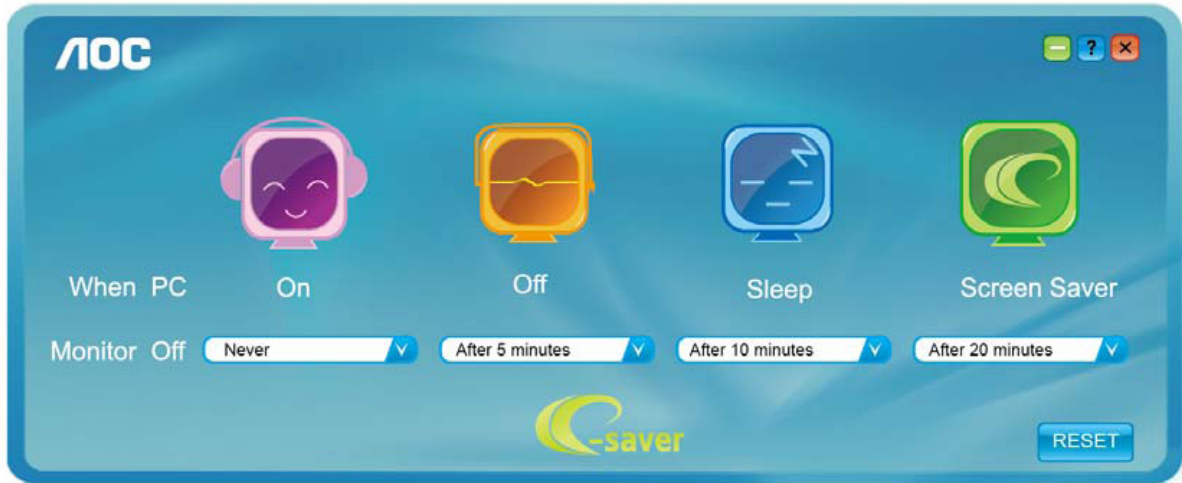 AOC
?
When PC On Off Sleep Screen Saver
Monitor Off Never After 5 minutes After 10 minutes After 20 minutes
e-saver
RESET